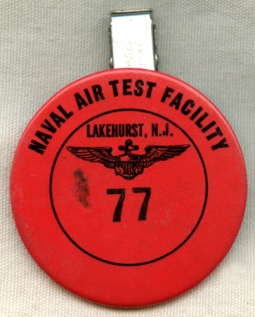 NAVAL AIR TEST FACILITY
LAKEHURST, N.J.
77